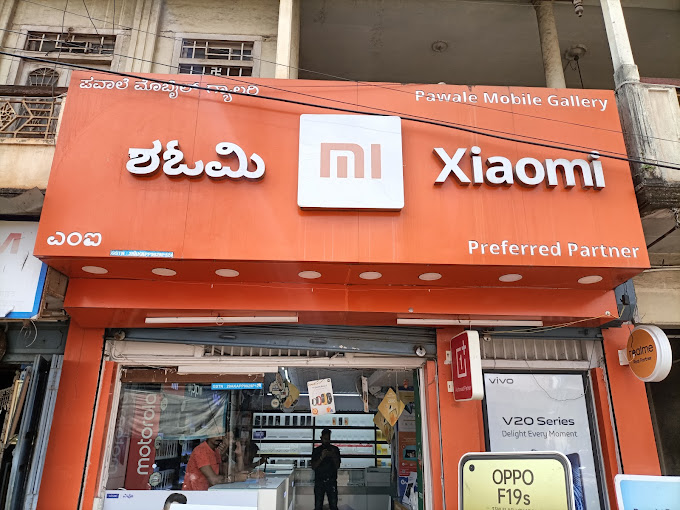 ಪವಾಲೆ ಮೊಬೈಲ್ ಗ್ಯಾಲರಿ
Pawale Mobile Gallery
ಶಓಮಿ
mi
Xiaomi
ಎಂಐ
Preferred Partner
motorola
realme
vivo
V20 Series
Delight Every Moment
OPPO
F19s